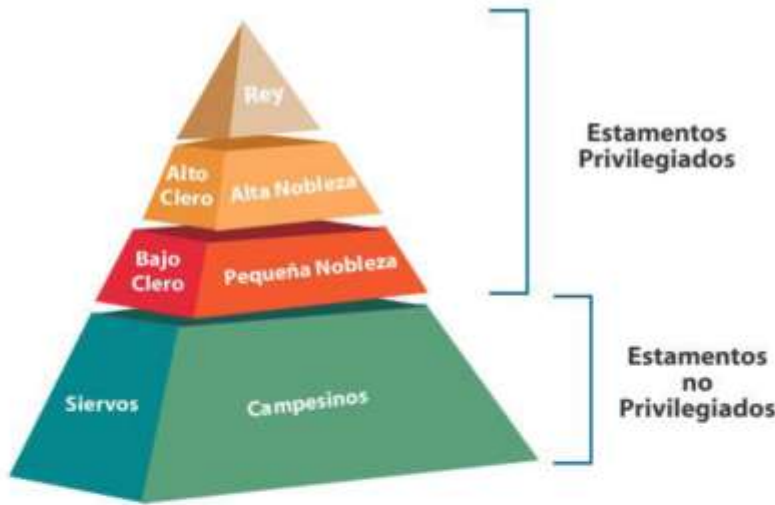 Rey
Alto
Clero
Alta Nobleza
Bajo
Clero
Pequeña Nobleza
Siervos
Campesinos
Estamentos
Privilegiados
Estamentos
no
Privilegiados